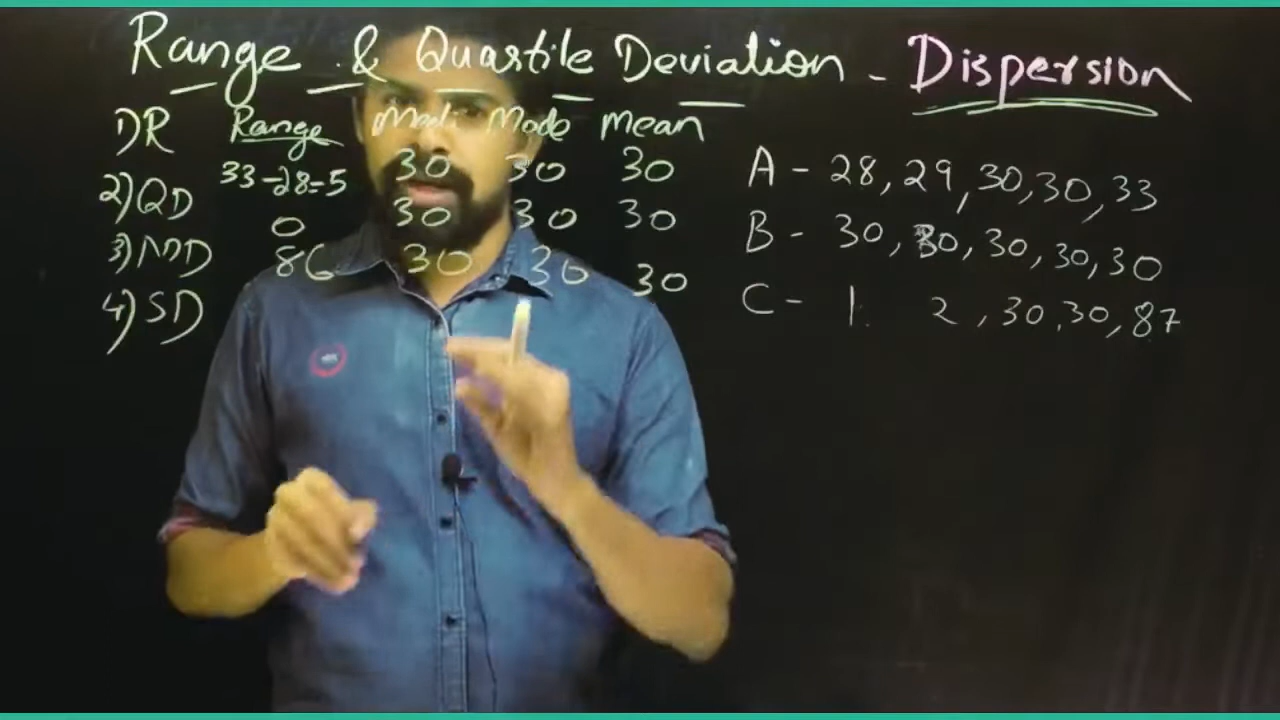 Range & Quartile Deviation - Dispersion
1) R
2) QD
3) MD
4) SD
Range Medi Mode Mean
33-28=5 30 30 30
0 30 30 30
86 30 30 30
A - 28, 29, 30, 30, 33
B - 30, 30, 30, 30, 30
C - 1. 2, 30, 30, 87